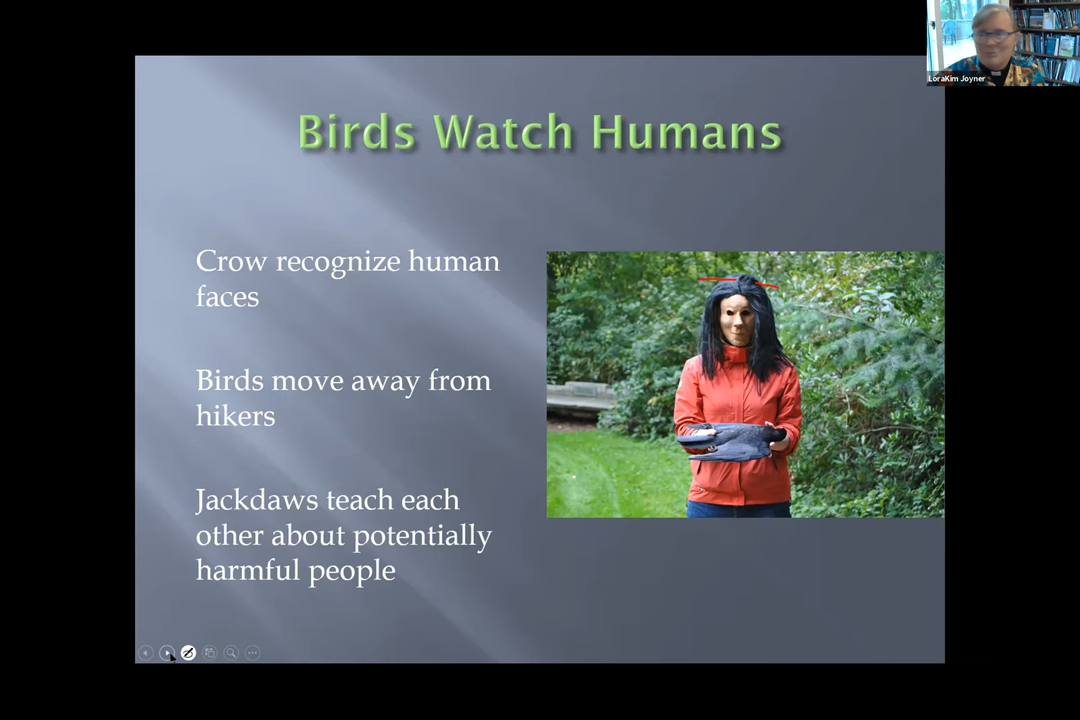 LoraKim Joyner
Birds Watch Humans
Crow recognize human
faces
Birds move away from
hikers
Jackdaws teach each
other about potentially
harmful people